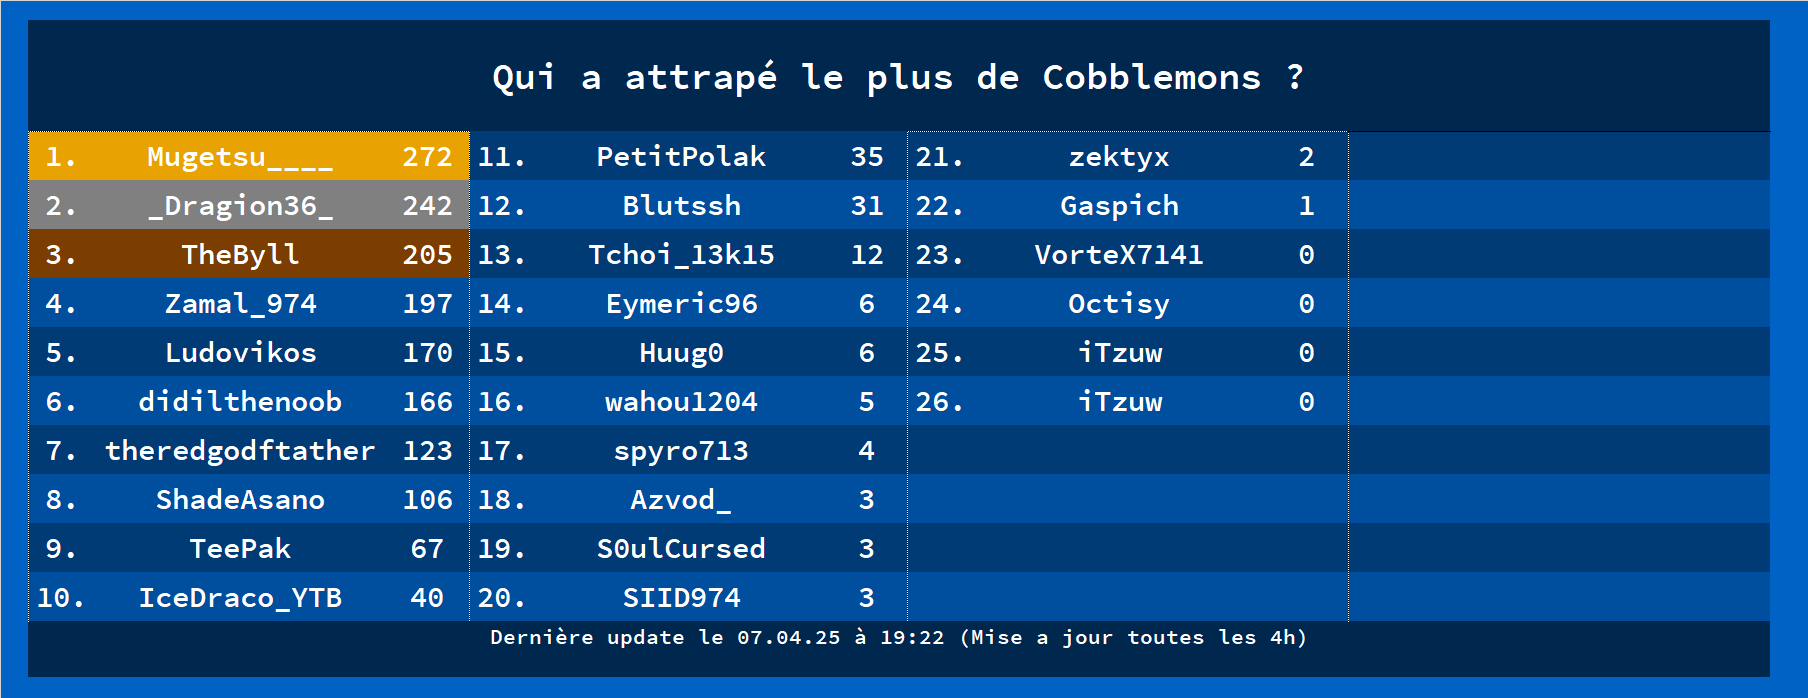 Qui a attrapé le plus de Cobblemons ?
1. Mugetsu____ 272
2. _Dragion36_ 242
3. TheByll 205
4. Zamal_974 197
5. Ludovikos 170
6. didilthenoob 166
7. theredgodftather 123
8. ShadeAsano 106
9. TeePak 67
10. IceDraco_YTB 40
11. PetitPolak 35
12. Blutssh 31
13. Tchoi_13k15 12
14. Eymeric96 6
15. Huug0 6
16. wahou1204 5
17. spyro713 4
18. Azvod_ 3
19. S0ulCursed 3
20. SIID974 3
21. zektyx 2
22. Gaspich 1
23. VorteX7141 0
24. Octisy 0
25. iTzuw 0
26. iTzuw 0
Dernière update le 07.04.25 à 19:22 (Mise a jour toutes les 4h)